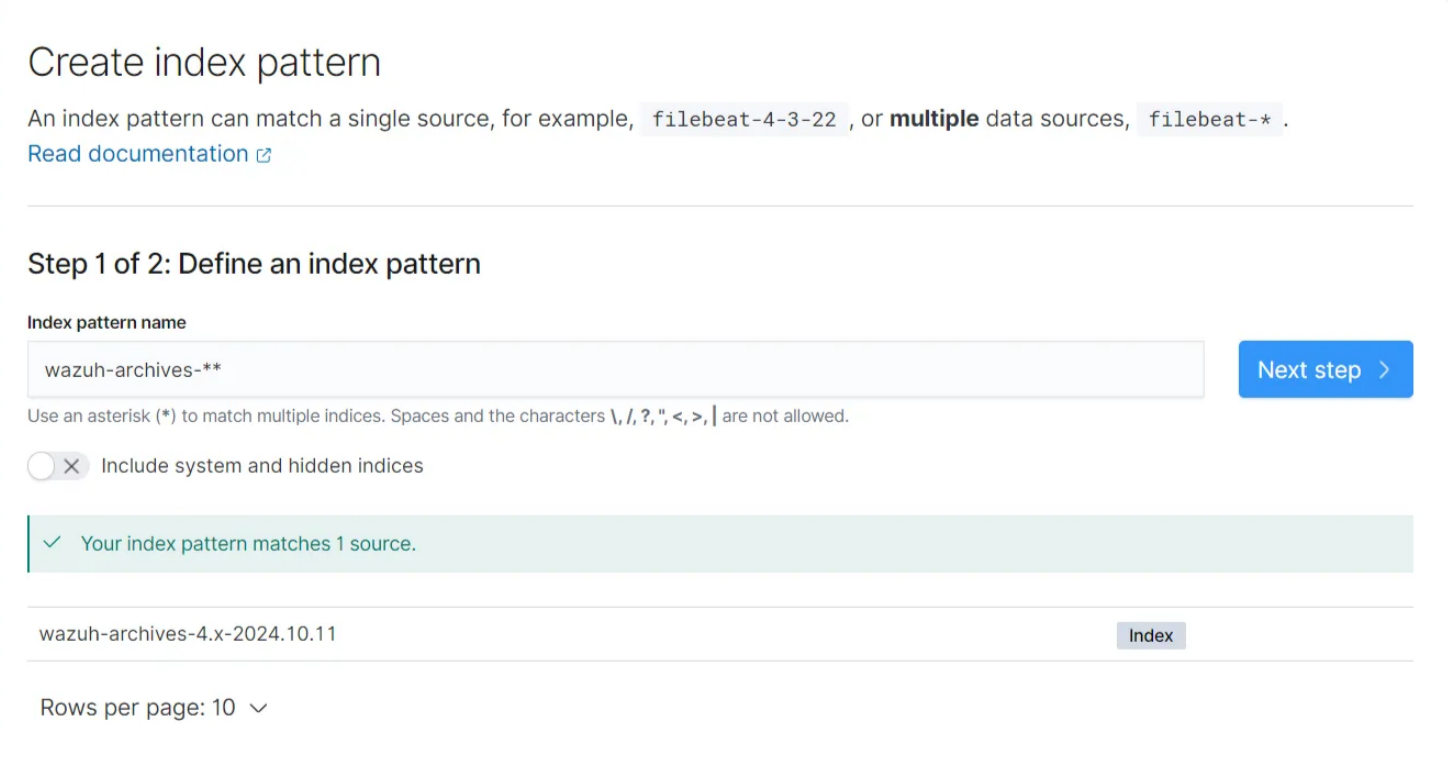 Create index pattern
An index pattern can match a single source, for example, filebeat-4-3-22 , or multiple data sources, filebeat-* .
Read documentation
Step 1 of 2: Define an index pattern
Index pattern name
wazuh-archives-**
Next step
Use an asterisk (*) to match multiple indices. Spaces and the characters \, /, ?, ", <, >, | are not allowed.
Include system and hidden indices
Your index pattern matches 1 source.
wazuh-archives-4.x-2024.10.11 Index
Rows per page: 10